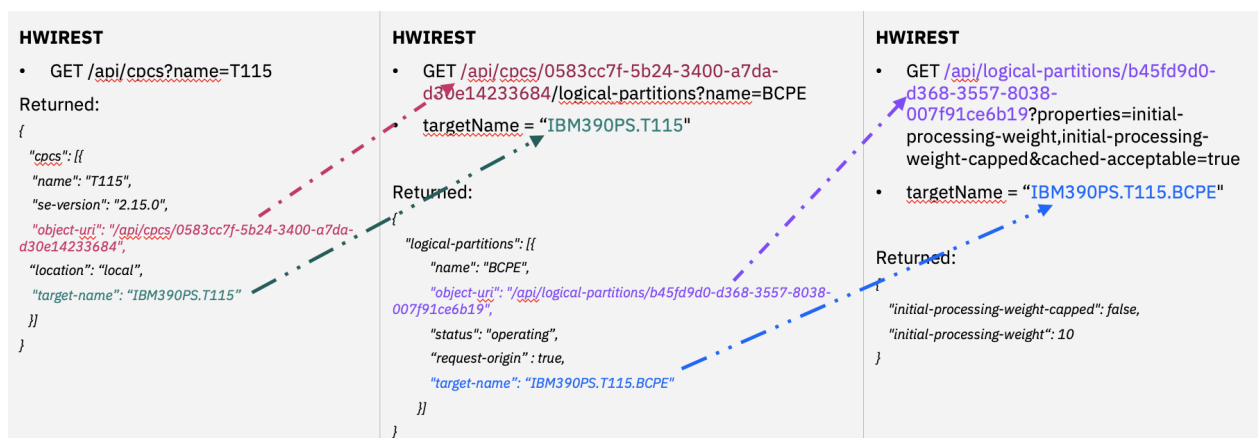 HWIREST
• GET /api/cpcs?name=T115
Returned:
{
"cpcs": [{
"name": "T115",
"se-version": "2.15.0",
"object-uri": "/api/cpcs/0583cc7f-5b24-3400-a7da-
d30e14233684",
“location”: “local”,
"target-name": “IBM390PS.T115”
}]
}
HWIREST
• GET /api/cpcs/0583cc7f-5b24-3400-a7da-
d30e14233684/logical-partitions?name=BCPE
• targetName = “IBM390PS.T115"
Returned:
{
"logical-partitions": [{
"name": "BCPE",
"object-uri": "/api/logical-partitions/b45fd9d0-d368-3557-8038-
007f91ce6b19",
"status": "operating”,
“request-origin” : true,
"target-name”: “IBM390PS.T115.BCPE"
}]
}
HWIREST
• GET /api/logical-partitions/b45fd9d0-
d368-3557-8038-
007f91ce6b19?properties=initial-
processing-weight,initial-processing-
weight-capped&cached-acceptable=true
• targetName = “IBM390PS.T115.BCPE"
Returned:
{
"initial-processing-weight-capped": false,
"initial-processing-weight“: 10
}